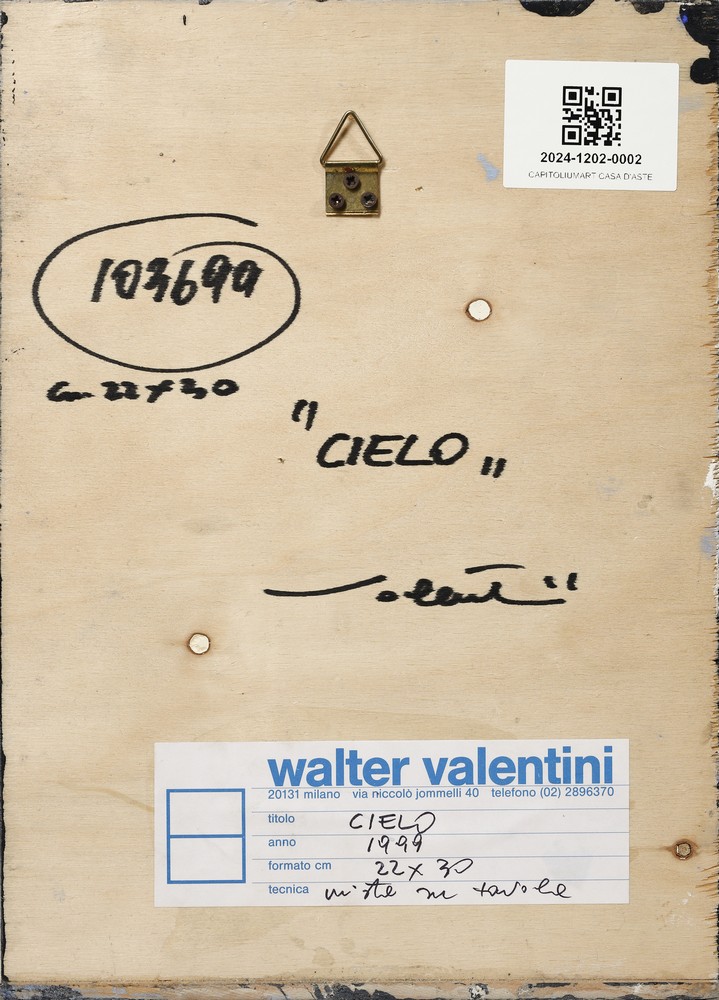 2024-1202-0002
CAPITOLIUMART CASA D'ASTE
103699
cm 22x30
"CIELO"
Valentini
walter valentini
20131 milano via niccolò jommelli 40 telefono (02) 2896370
titolo CIELO
anno 1999
formato cm 22x30
tecnica mista su tavola